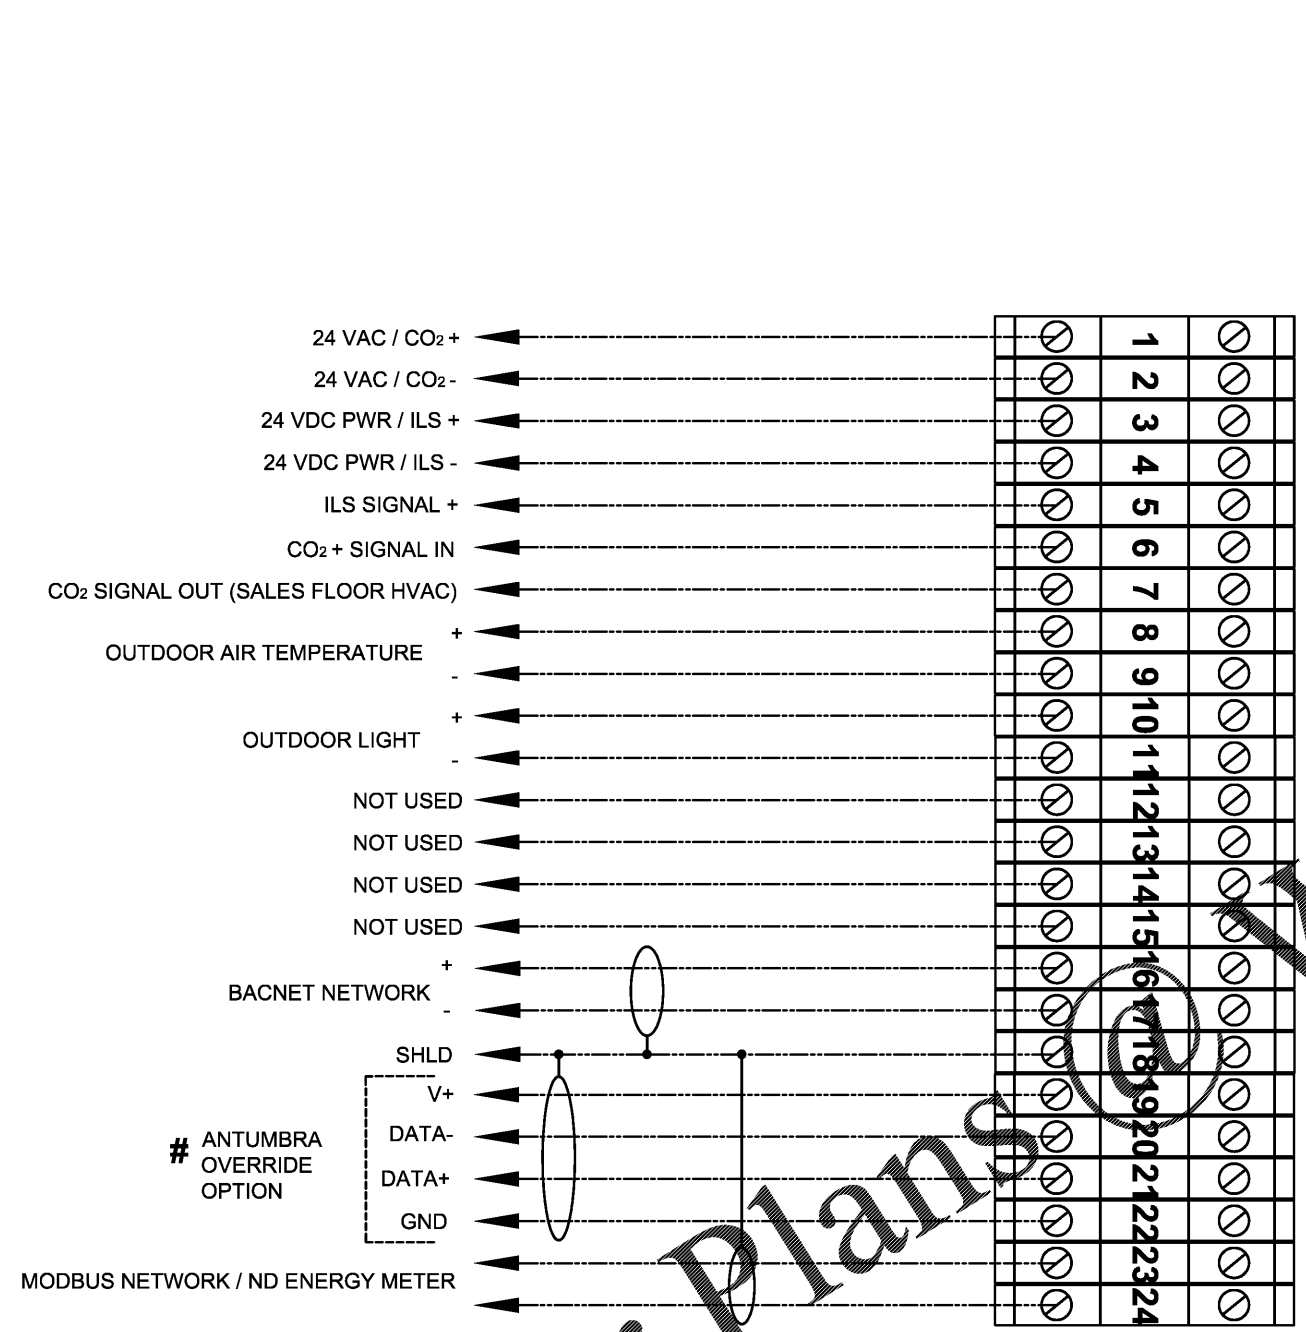 24 VAC / CO2 + 1
24 VAC / CO2 - 2
24 VDC PWR / ILS + 3
24 VDC PWR / ILS - 4
ILS SIGNAL + 5
CO2 + SIGNAL IN 6
CO2 SIGNAL OUT (SALES FLOOR HVAC) 7
+ 8
OUTDOOR AIR TEMPERATURE
- 9
+ 10
OUTDOOR LIGHT
- 11
NOT USED 12
NOT USED 13
NOT USED 14
NOT USED 15
+ 16
BACNET NETWORK
- 17
SHLD 18
V+ 19
DATA- 20
# ANTUMBRA
OVERRIDE
OPTION
DATA+ 21
GND 22
23
MODBUS NETWORK / ND ENERGY METER
24
Plans @